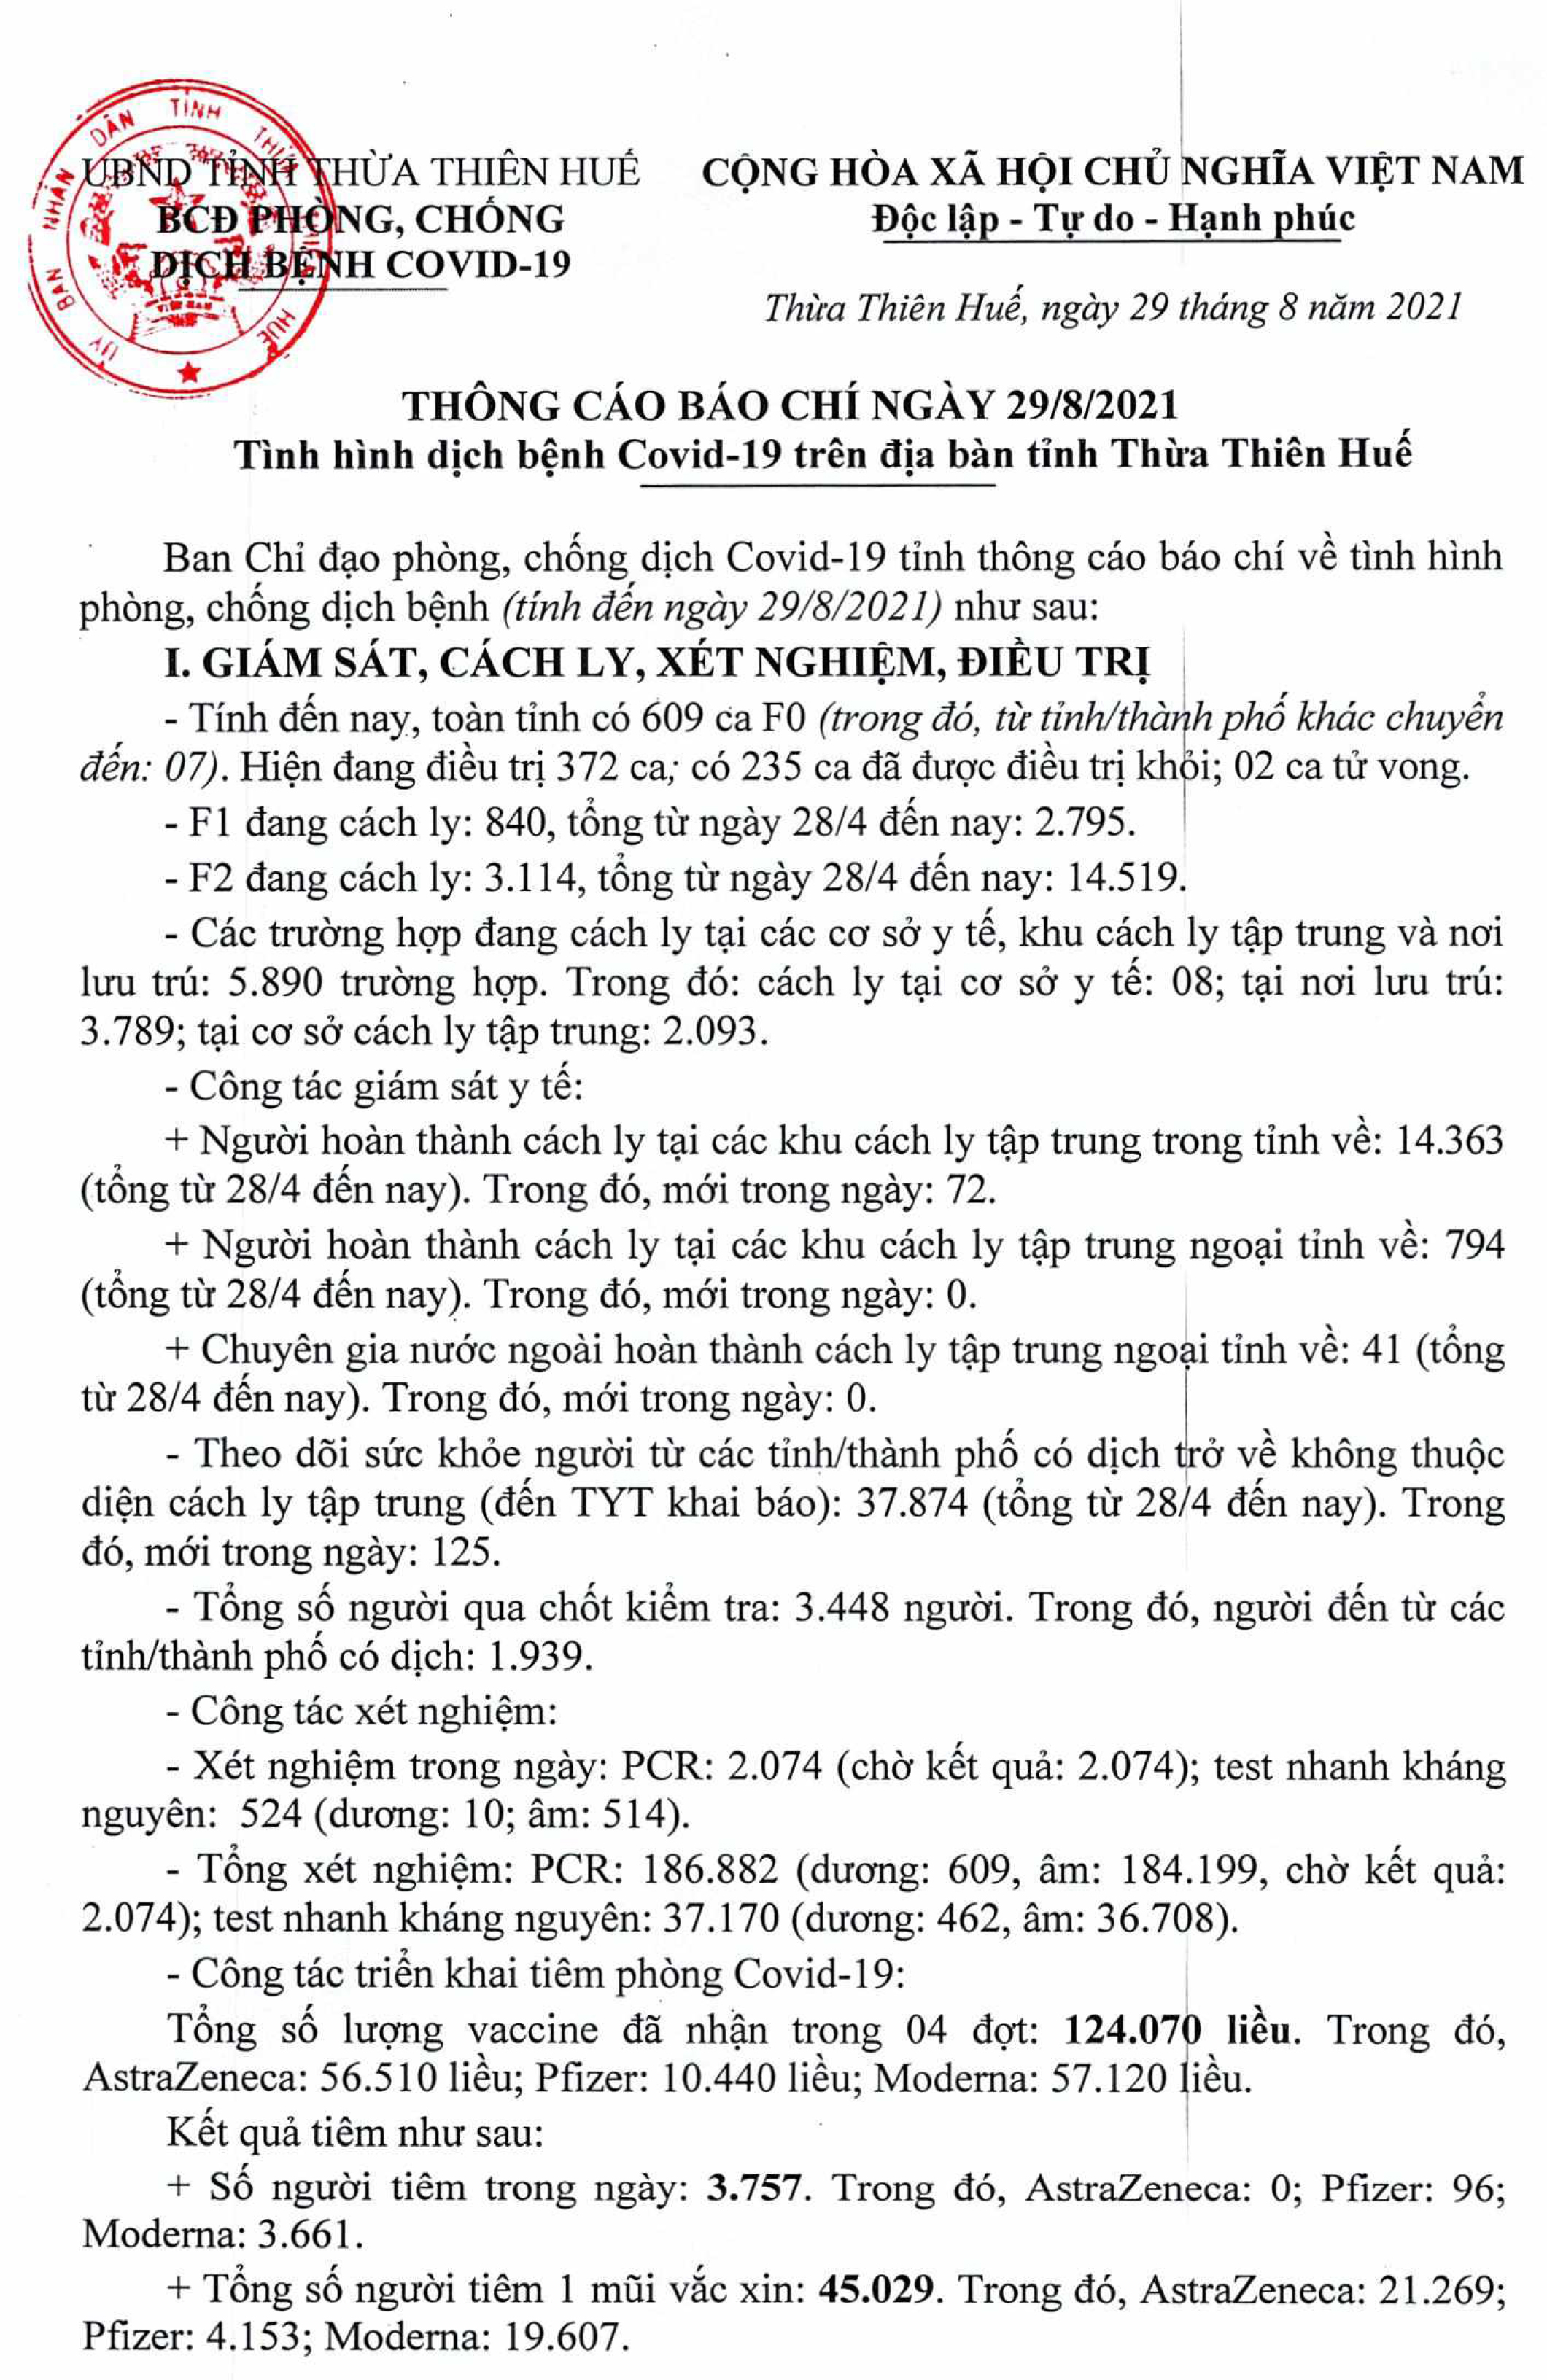 ỦY BAN NHÂN DÂN TỈNH THỪA THIÊN HUẾ
UBND TỈNH THỪA THIÊN HUẾ
BCĐ PHÒNG, CHỐNG
DỊCH BỆNH COVID-19
CỘNG HÒA XÃ HỘI CHỦ NGHĨA VIỆT NAM
Độc lập - Tự do - Hạnh phúc
Thừa Thiên Huế, ngày 29 tháng 8 năm 2021
THÔNG CÁO BÁO CHÍ NGÀY 29/8/2021
Tình hình dịch bệnh Covid-19 trên địa bàn tỉnh Thừa Thiên Huế
Ban Chỉ đạo phòng, chống dịch Covid-19 tỉnh thông cáo báo chí về tình hình
phòng, chống dịch bệnh (tính đến ngày 29/8/2021) như sau:
I. GIÁM SÁT, CÁCH LY, XÉT NGHIỆM, ĐIỀU TRỊ
- Tính đến nay, toàn tỉnh có 609 ca F0 (trong đó, từ tỉnh/thành phố khác chuyển
đến: 07). Hiện đang điều trị 372 ca; có 235 ca đã được điều trị khỏi; 02 ca tử vong.
- F1 đang cách ly: 840, tổng từ ngày 28/4 đến nay: 2.795.
- F2 đang cách ly: 3.114, tổng từ ngày 28/4 đến nay: 14.519.
- Các trường hợp đang cách ly tại các cơ sở y tế, khu cách ly tập trung và nơi
lưu trú: 5.890 trường hợp. Trong đó: cách ly tại cơ sở y tế: 08; tại nơi lưu trú:
3.789; tại cơ sở cách ly tập trung: 2.093.
- Công tác giám sát y tế:
+ Người hoàn thành cách ly tại các khu cách ly tập trung trong tỉnh về: 14.363
(tổng từ 28/4 đến nay). Trong đó, mới trong ngày: 72.
+ Người hoàn thành cách ly tại các khu cách ly tập trung ngoại tỉnh về: 794
(tổng từ 28/4 đến nay). Trong đó, mới trong ngày: 0.
+ Chuyên gia nước ngoài hoàn thành cách ly tập trung ngoại tỉnh về: 41 (tổng
từ 28/4 đến nay). Trong đó, mới trong ngày: 0.
- Theo dõi sức khỏe người từ các tỉnh/thành phố có dịch trở về không thuộc
diện cách ly tập trung (đến TYT khai báo): 37.874 (tổng từ 28/4 đến nay). Trong
đó, mới trong ngày: 125.
- Tổng số người qua chốt kiểm tra: 3.448 người. Trong đó, người đến từ các
tỉnh/thành phố có dịch: 1.939.
- Công tác xét nghiệm:
- Xét nghiệm trong ngày: PCR: 2.074 (chờ kết quả: 2.074); test nhanh kháng
nguyên: 524 (dương: 10; âm: 514).
- Tổng xét nghiệm: PCR: 186.882 (dương: 609, âm: 184.199, chờ kết quả:
2.074); test nhanh kháng nguyên: 37.170 (dương: 462, âm: 36.708).
- Công tác triển khai tiêm phòng Covid-19:
Tổng số lượng vaccine đã nhận trong 04 đợt: 124.070 liều. Trong đó,
AstraZeneca: 56.510 liều; Pfizer: 10.440 liều; Moderna: 57.120 liều.
Kết quả tiêm như sau:
+ Số người tiêm trong ngày: 3.757. Trong đó, AstraZeneca: 0; Pfizer: 96;
Moderna: 3.661.
+ Tổng số người tiêm 1 mũi vắc xin: 45.029. Trong đó, AstraZeneca: 21.269;
Pfizer: 4.153; Moderna: 19.607.